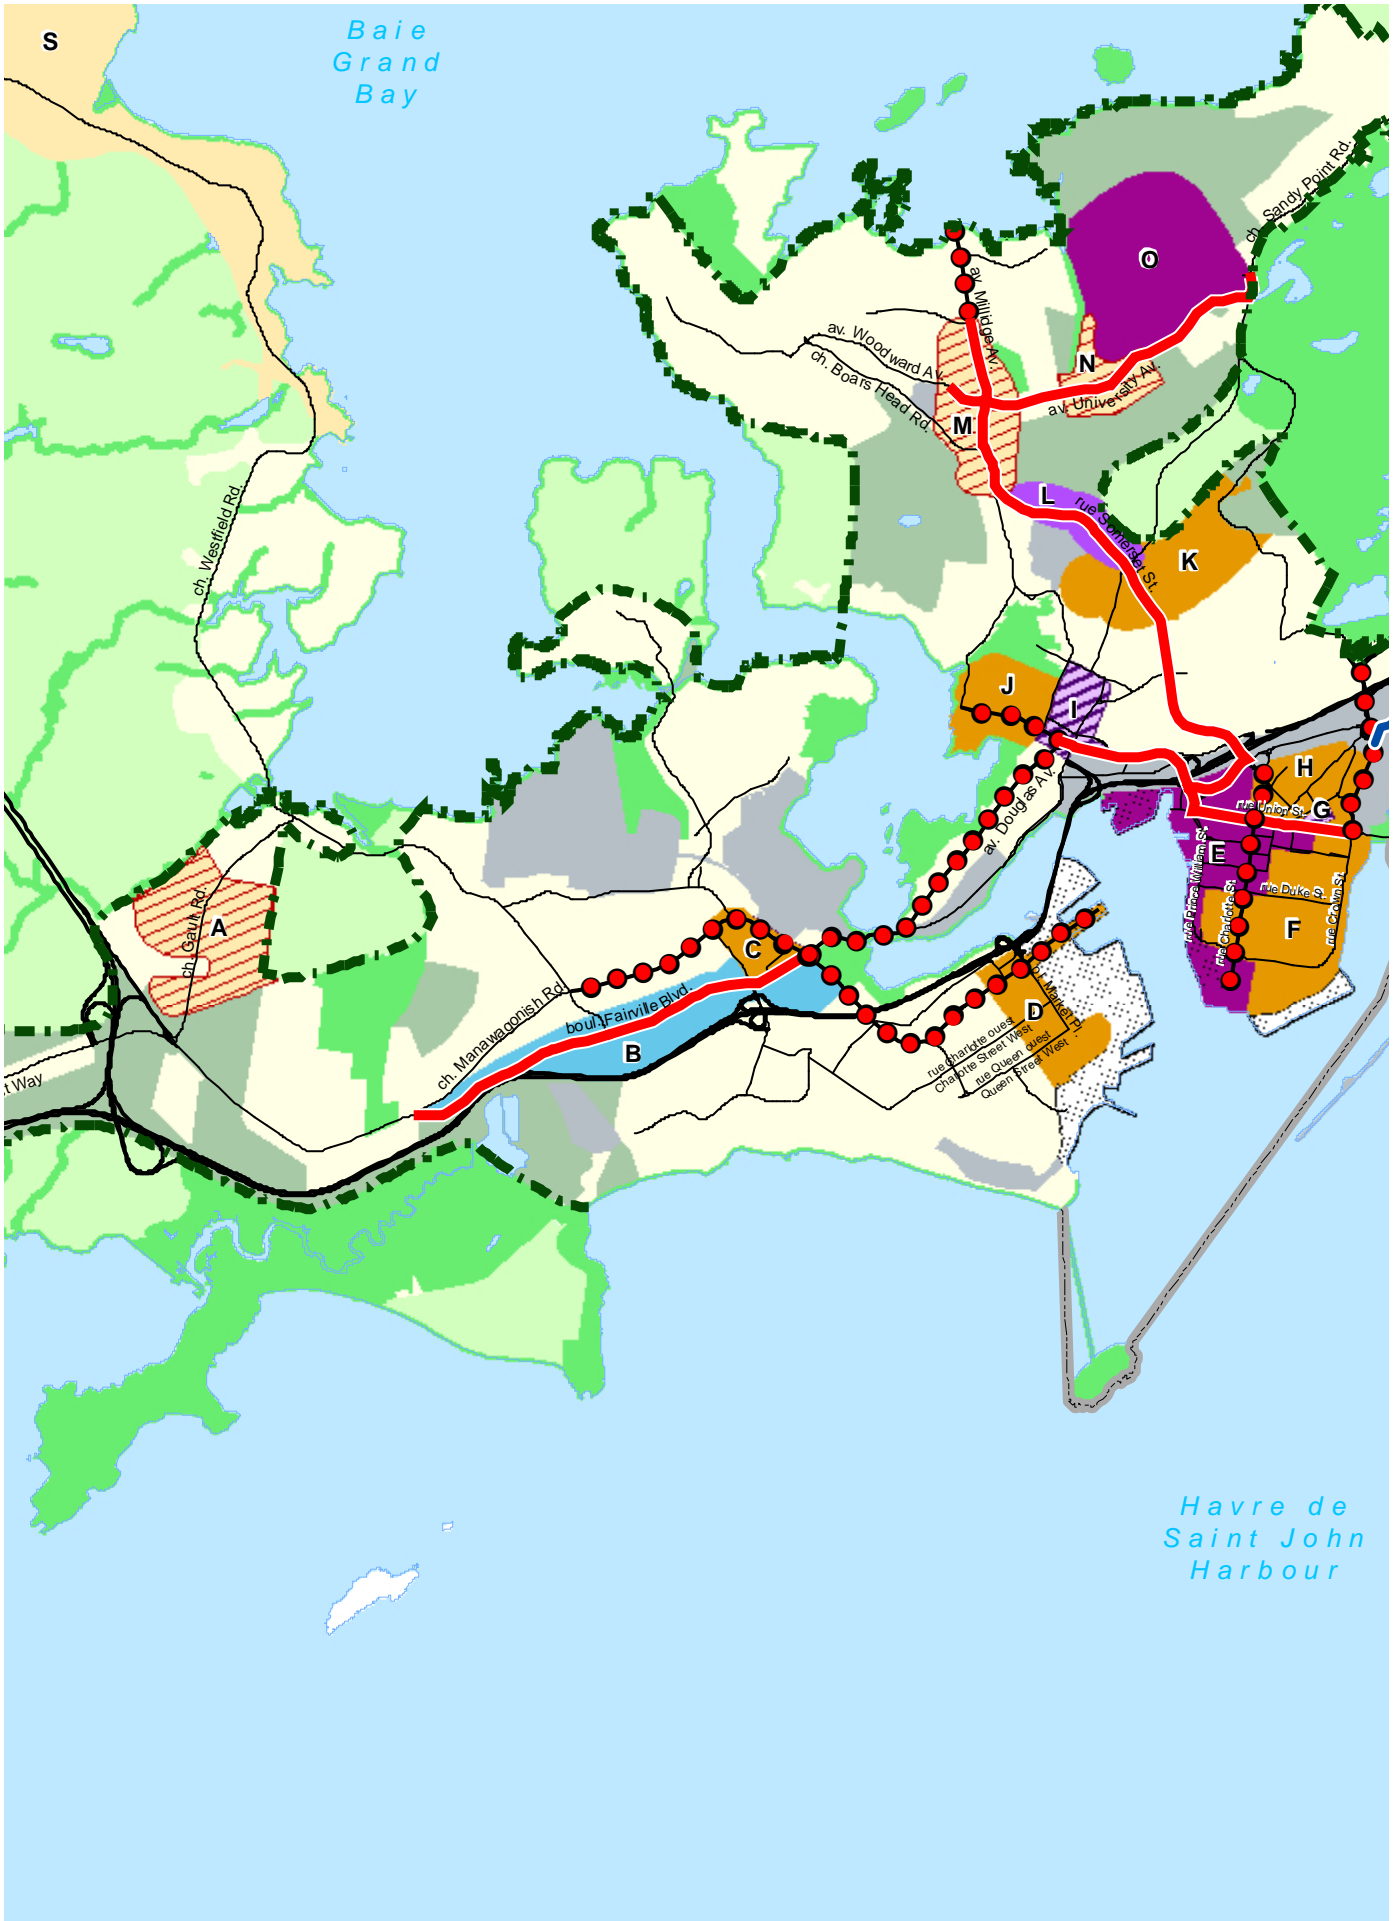 S
Baie
Grand
Bay
ch. Sandy Point Rd.
O
av. Millidge Av.
av. Woodward Av.
ch. Boars Head Rd.
N
av. University Av.
M
L
rue Somerset St.
K
ch. Westfield Rd.
J
I
H
rue Union St.
G
av. Douglas Av.
E
rue Prince William St.
rue Charlotte St.
rue Duke St.
F
rue Crown St.
A
ch. Gault Rd.
C
ch. Manawagonish Rd.
boul. Fairville Blvd.
B
D
Market Pl.
rue Charlotte ouest
Charlotte Street West
rue Queen ouest
Queen Street West
t Way
Havre de
Saint John
Harbour